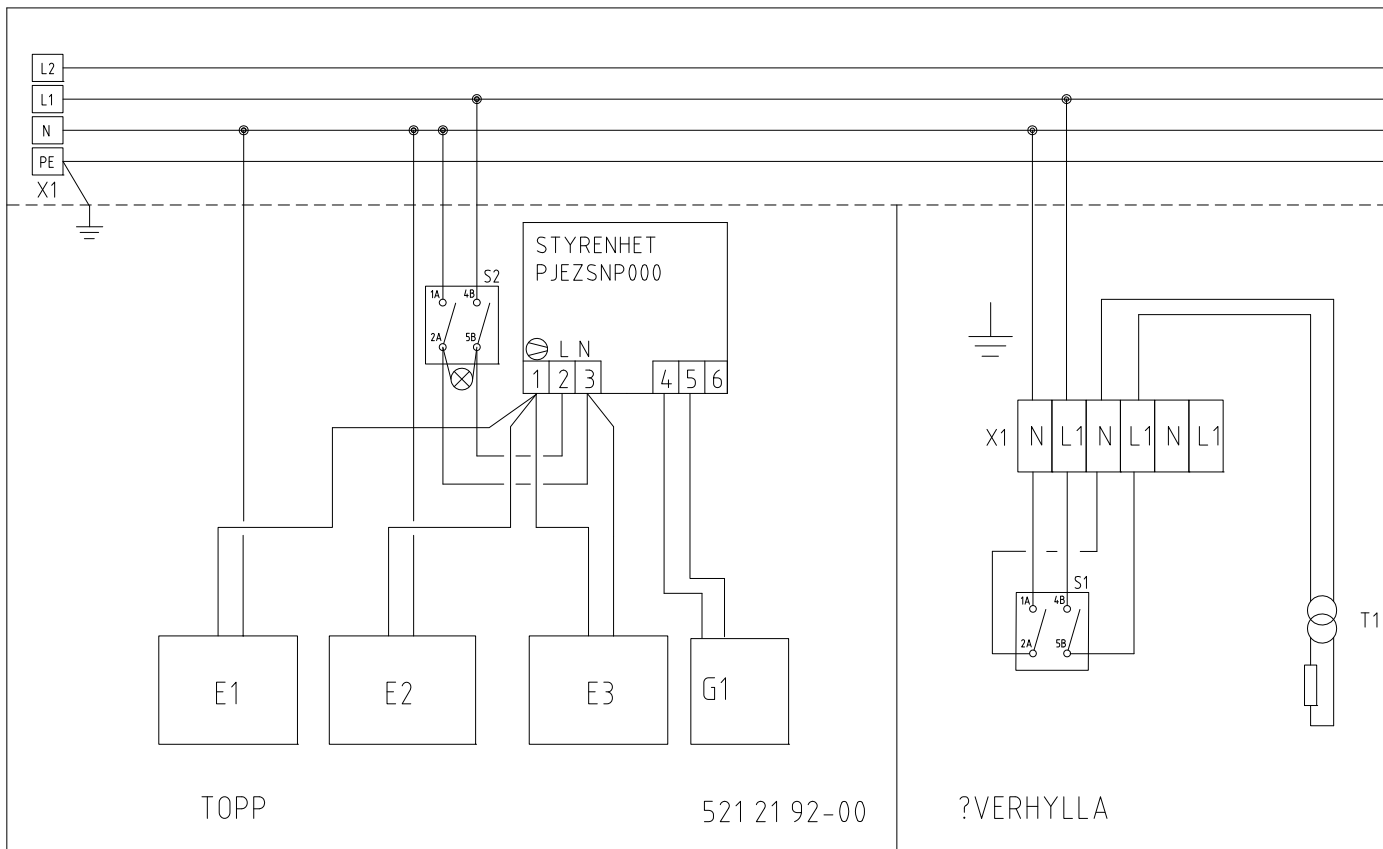 L2
L1
N
PE
X1
STYRENHET
PJEZSNP000
S2
1A 4B
2A 5B
L N
1 2 3 4 5 6
X1 N L1 N L1 N L1
S1
1A 4B
2A 5B
T1
E1 E2 E3 G1
TOPP 521 21 92-00 ?VERHYLLA